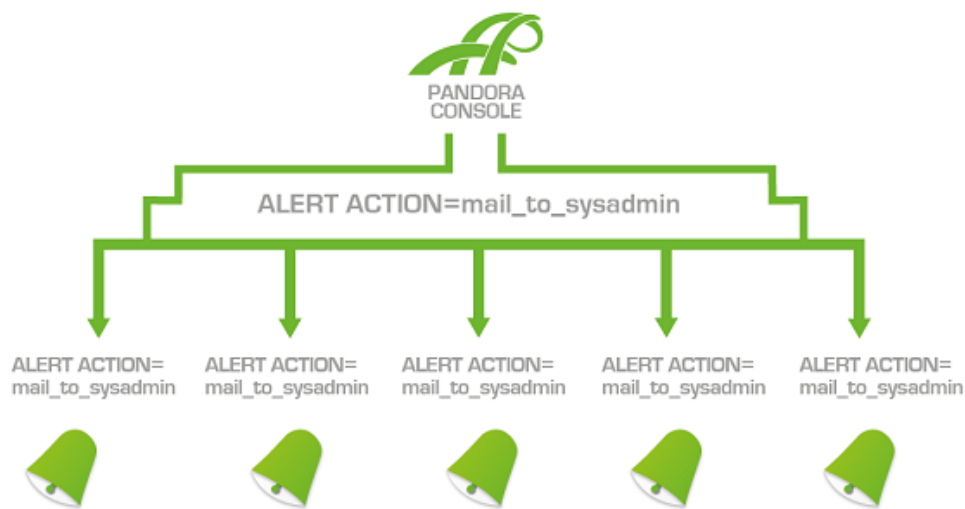 PANDORA
CONSOLE
ALERT ACTION=mail_to_sysadmin
ALERT ACTION=
mail_to_sysadmin
ALERT ACTION=
mail_to_sysadmin
ALERT ACTION=
mail_to_sysadmin
ALERT ACTION=
mail_to_sysadmin
ALERT ACTION=
mail_to_sysadmin